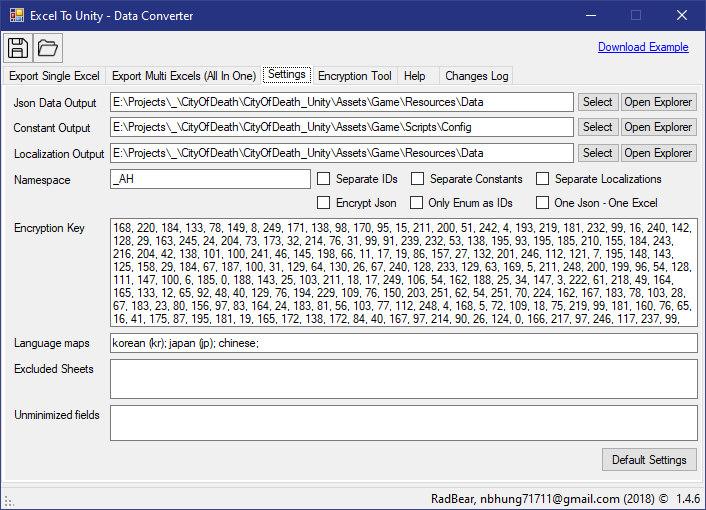 Excel To Unity - Data Converter
Download Example
Export Single Excel Export Multi Excels (All In One) Settings Encryption Tool Help Changes Log
Json Data Output E:\Projects\_\CityOfDeath\CityOfDeath_Unity\Assets\Game\Resources\Data Select Open Explorer
Constant Output E:\Projects\_\CityOfDeath\CityOfDeath_Unity\Assets\Game\Scripts\Config Select Open Explorer
Localization Output E:\Projects\_\CityOfDeath\CityOfDeath_Unity\Assets\Game\Resources\Data Select Open Explorer
Namespace _AH Separate IDs Separate Constants Separate Localizations
Encrypt Json Only Enum as IDs One Json - One Excel
Encryption Key 168, 220, 184, 133, 78, 149, 8, 249, 171, 138, 98, 170, 95, 15, 211, 200, 51, 242, 4, 193, 219, 181, 232, 99, 16, 240, 142,
128, 29, 163, 245, 24, 204, 73, 173, 32, 214, 76, 31, 99, 91, 239, 232, 53, 138, 195, 93, 195, 185, 210, 155, 184, 243,
216, 204, 42, 138, 101, 100, 241, 46, 145, 198, 66, 11, 17, 19, 86, 157, 27, 132, 201, 246, 112, 121, 7, 195, 148, 143,
125, 158, 29, 184, 67, 187, 100, 31, 129, 64, 130, 26, 67, 240, 128, 233, 129, 63, 169, 5, 211, 248, 200, 199, 96, 54, 128,
111, 147, 100, 6, 185, 0, 188, 143, 25, 103, 211, 18, 17, 249, 106, 54, 162, 188, 25, 34, 147, 3, 222, 61, 218, 49, 164,
165, 133, 12, 65, 92, 48, 40, 129, 76, 194, 229, 109, 76, 150, 203, 251, 62, 54, 251, 70, 224, 162, 167, 183, 78, 103, 28,
67, 183, 23, 80, 156, 97, 83, 164, 24, 183, 81, 56, 103, 77, 112, 248, 4, 168, 5, 72, 109, 18, 75, 219, 99, 181, 160, 76, 65,
16, 41, 175, 87, 195, 181, 19, 165, 172, 138, 172, 84, 40, 167, 97, 214, 90, 26, 124, 0, 166, 217, 97, 246, 117, 237, 99,
Language maps korean (kr); japan (jp); chinese;
Excluded Sheets
Unminimized fields
Default Settings
RadBear, nbhung71711@gmail.com (2018) © 1.4.6